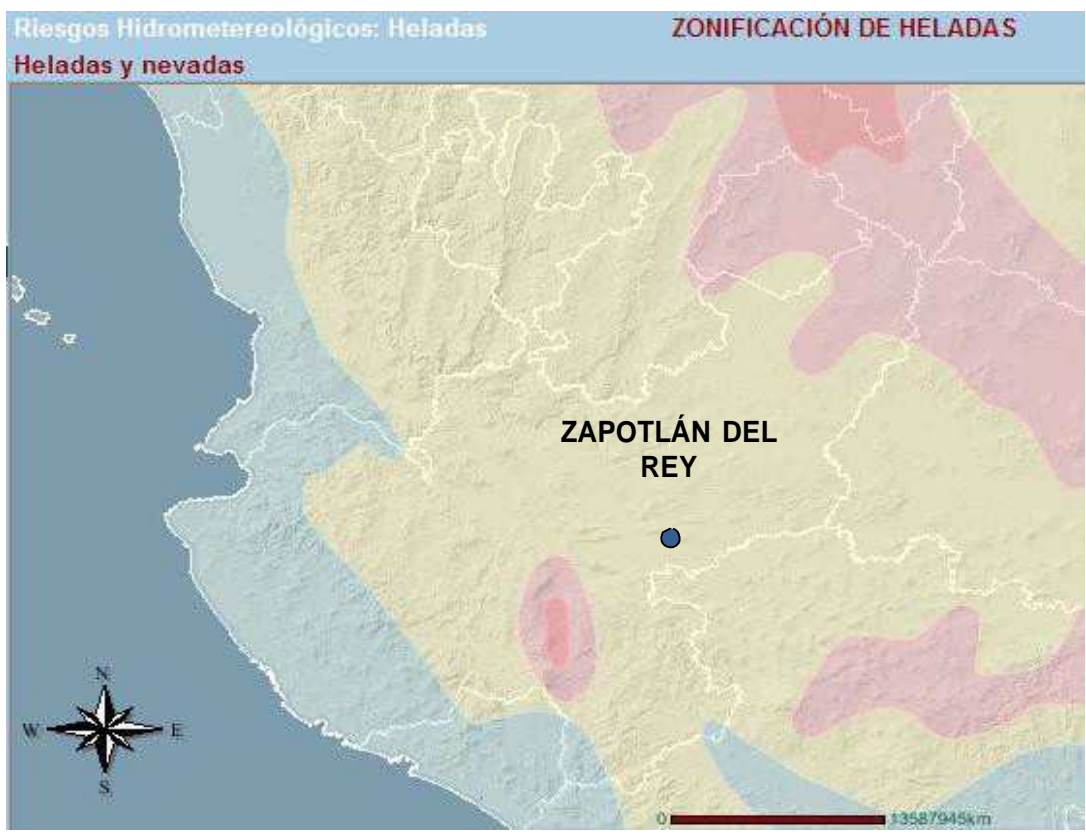 Riesgos Hidrometereológicos: Heladas
ZONIFICACIÓN DE HELADAS
Heladas y nevadas
ZAPOTLÁN DEL
REY
N
W E
S
0 13587945km